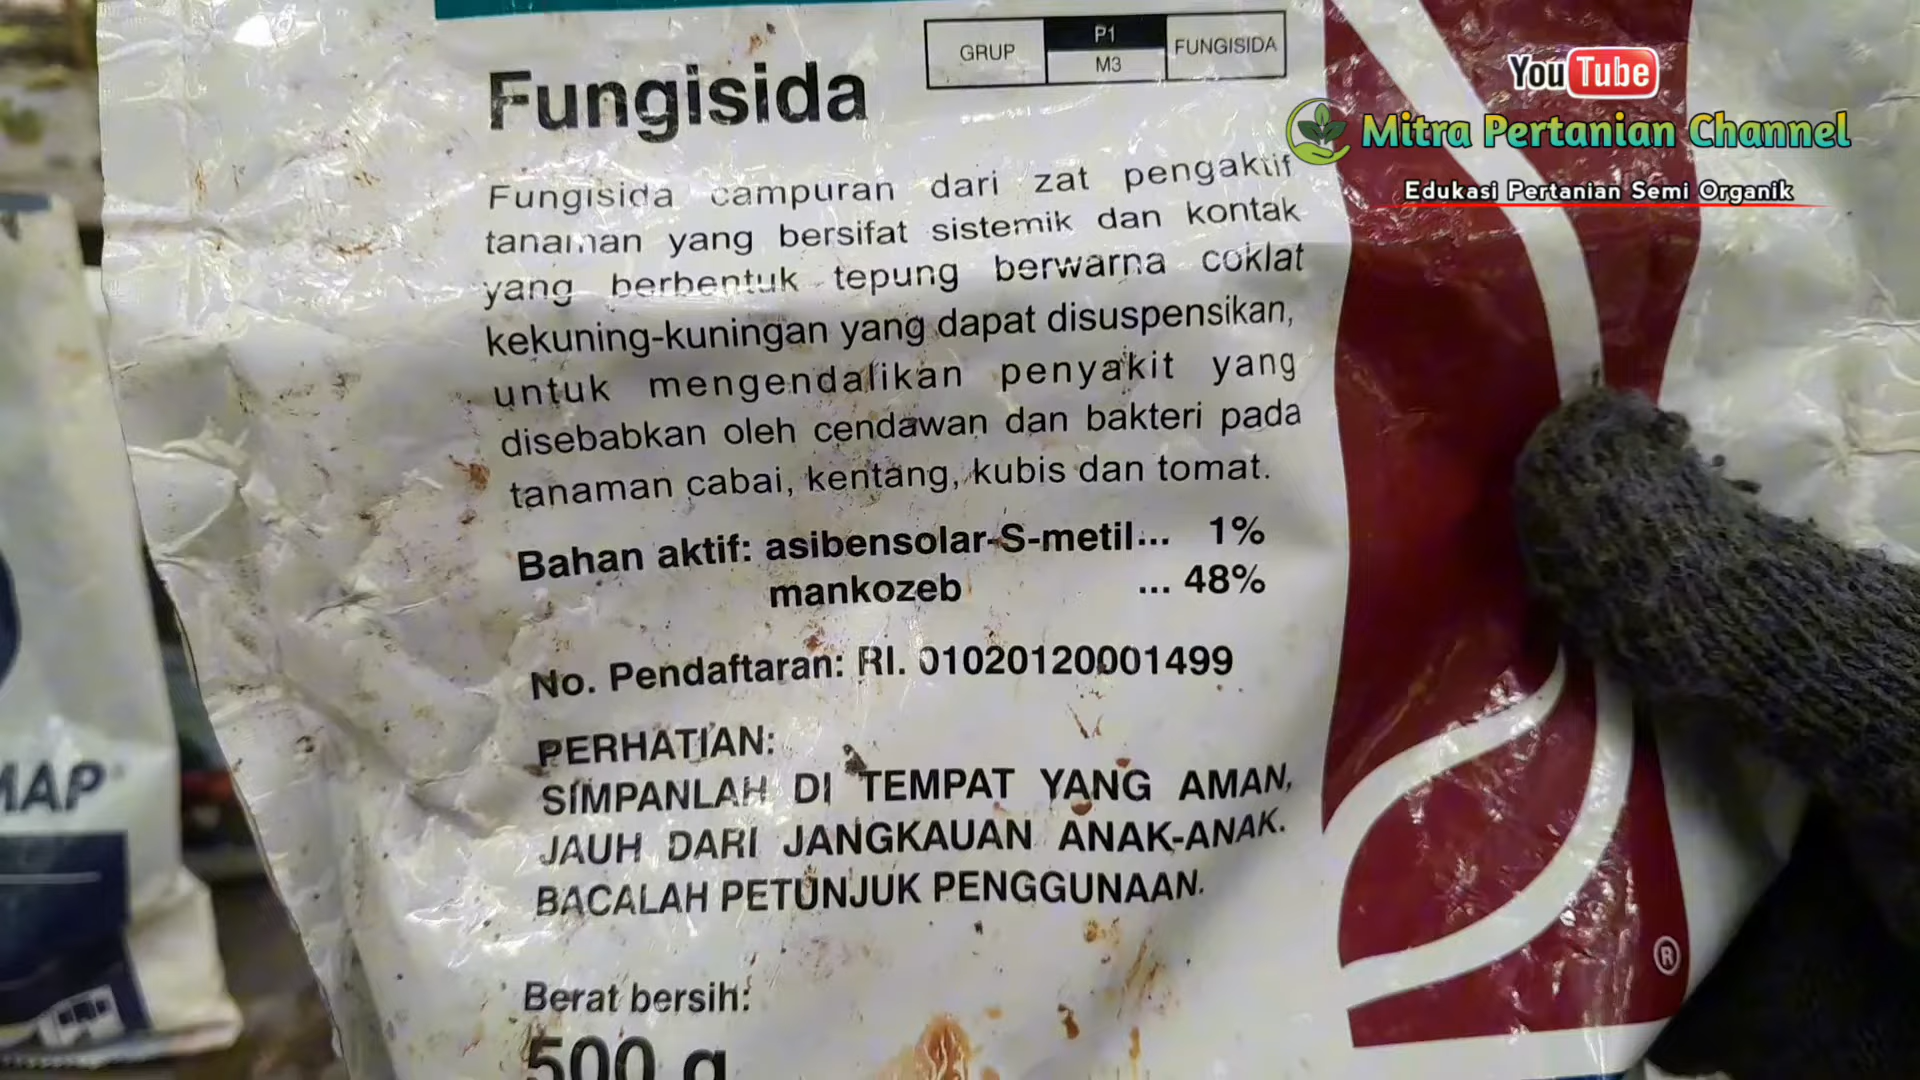 GRUP
P1
M3
FUNGISIDA
Fungisida
YouTube
Mitra Pertanian Channel
Edukasi Pertanian Semi Organik
Fungisida campuran dari zat pengaktif
tanaman yang bersifat sistemik dan kontak
yang berbentuk tepung berwarna coklat
kekuning-kuningan yang dapat disuspensikan,
untuk mengendalikan penyakit yang
disebabkan oleh cendawan dan bakteri pada
tanaman cabai, kentang, kubis dan tomat.
Bahan aktif: asibensolar-S-metil... 1%
mankozeb ... 48%
No. Pendaftaran: RI. 01020120001499
PERHATIAN:
SIMPANLAH DI TEMPAT YANG AMAN,
JAUH DARI JANGKAUAN ANAK-ANAK.
BACALAH PETUNJUK PENGGUNAAN.
Berat bersih:
500 g
MAP
®